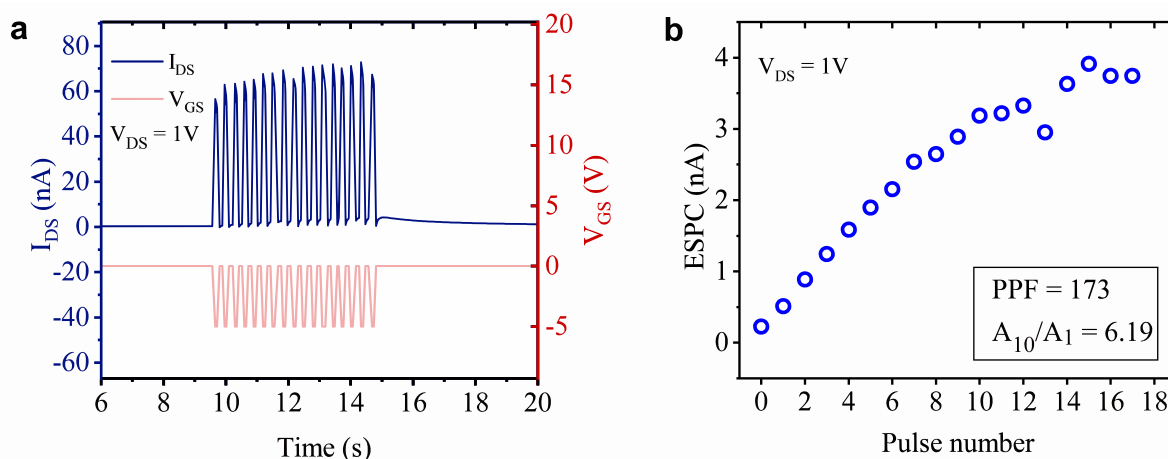 a
80
60
40
20
0
-20
-40
-60
I_DS (nA)
I_DS
V_GS
V_DS = 1V
20
15
10
5
0
-5
V_GS (V)
6 8 10 12 14 16 18 20
Time (s)
b
4
3
2
1
0
ESPC (nA)
V_DS = 1V
PPF = 173
A_10/A_1 = 6.19
0 2 4 6 8 10 12 14 16 18
Pulse number